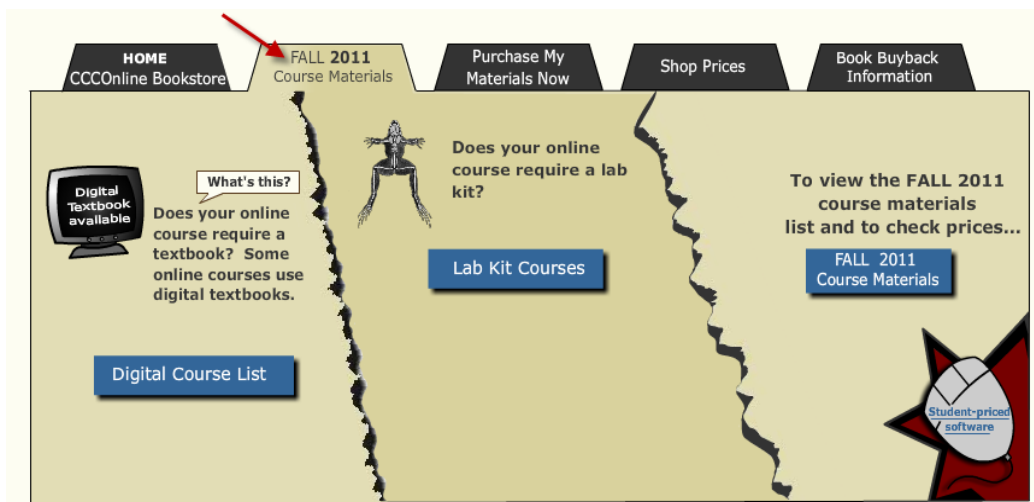 HOME
CCCOnline Bookstore
FALL 2011
Course Materials
Purchase My
Materials Now
Shop Prices
Book Buyback
Information
Digital
Textbook
available
What's this?
Does your online
course require a
textbook? Some
online courses use
digital textbooks.
Digital Course List
Does your online
course require a lab
kit?
Lab Kit Courses
To view the FALL 2011
course materials
list and to check prices...
FALL 2011
Course Materials
Student-priced
software